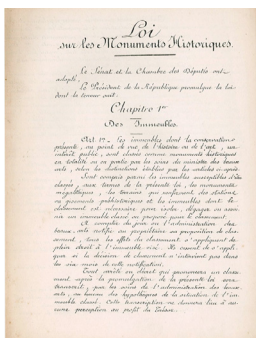 Loi
sur les Monuments Historiques.
Le Sénat et la Chambre des Députés ont
adopté,
Le Président de la République promulgue la loi
dont la teneur suit.
Chapitre 1er
Des Immeubles.
Art. 1er - Les immeubles dont la conservation
présente, au point de vue de l'histoire ou de l'art, un
intérêt public, sont classés comme monuments historiques
en totalité ou en partie par les soins du ministre des beaux-
arts, selon les distinctions établies par les articles ci-après.
Sont compris parmi les immeubles susceptibles d'être
classés, aux termes de la présente loi, les monuments
mégalithiques, les terrains qui renferment des stations
ou gisements préhistoriques et les immeubles dont le
classement est nécessaire pour isoler, dégager ou assai-
nir un immeuble classé ou proposé pour le classement.
A compter du jour où l'administration des beaux-
arts notifie au propriétaire sa proposition de clas-
sement, tous les effets du classement s'appliquent de
plein droit à l'immeuble visé. Ils cessent de s'appli-
quer si la décision de classement n'intervient pas dans
les six mois de cette notification.
Tout arrêté ou décret qui prononcera un classe-
ment après la promulgation de la présente loi sera
transcrit, par les soins de l'administration des beaux-
arts, au bureau des hypothèques de la situation de l'im-
meuble classé. Cette transcription ne donnera lieu à au-
cune perception au profit du Trésor.